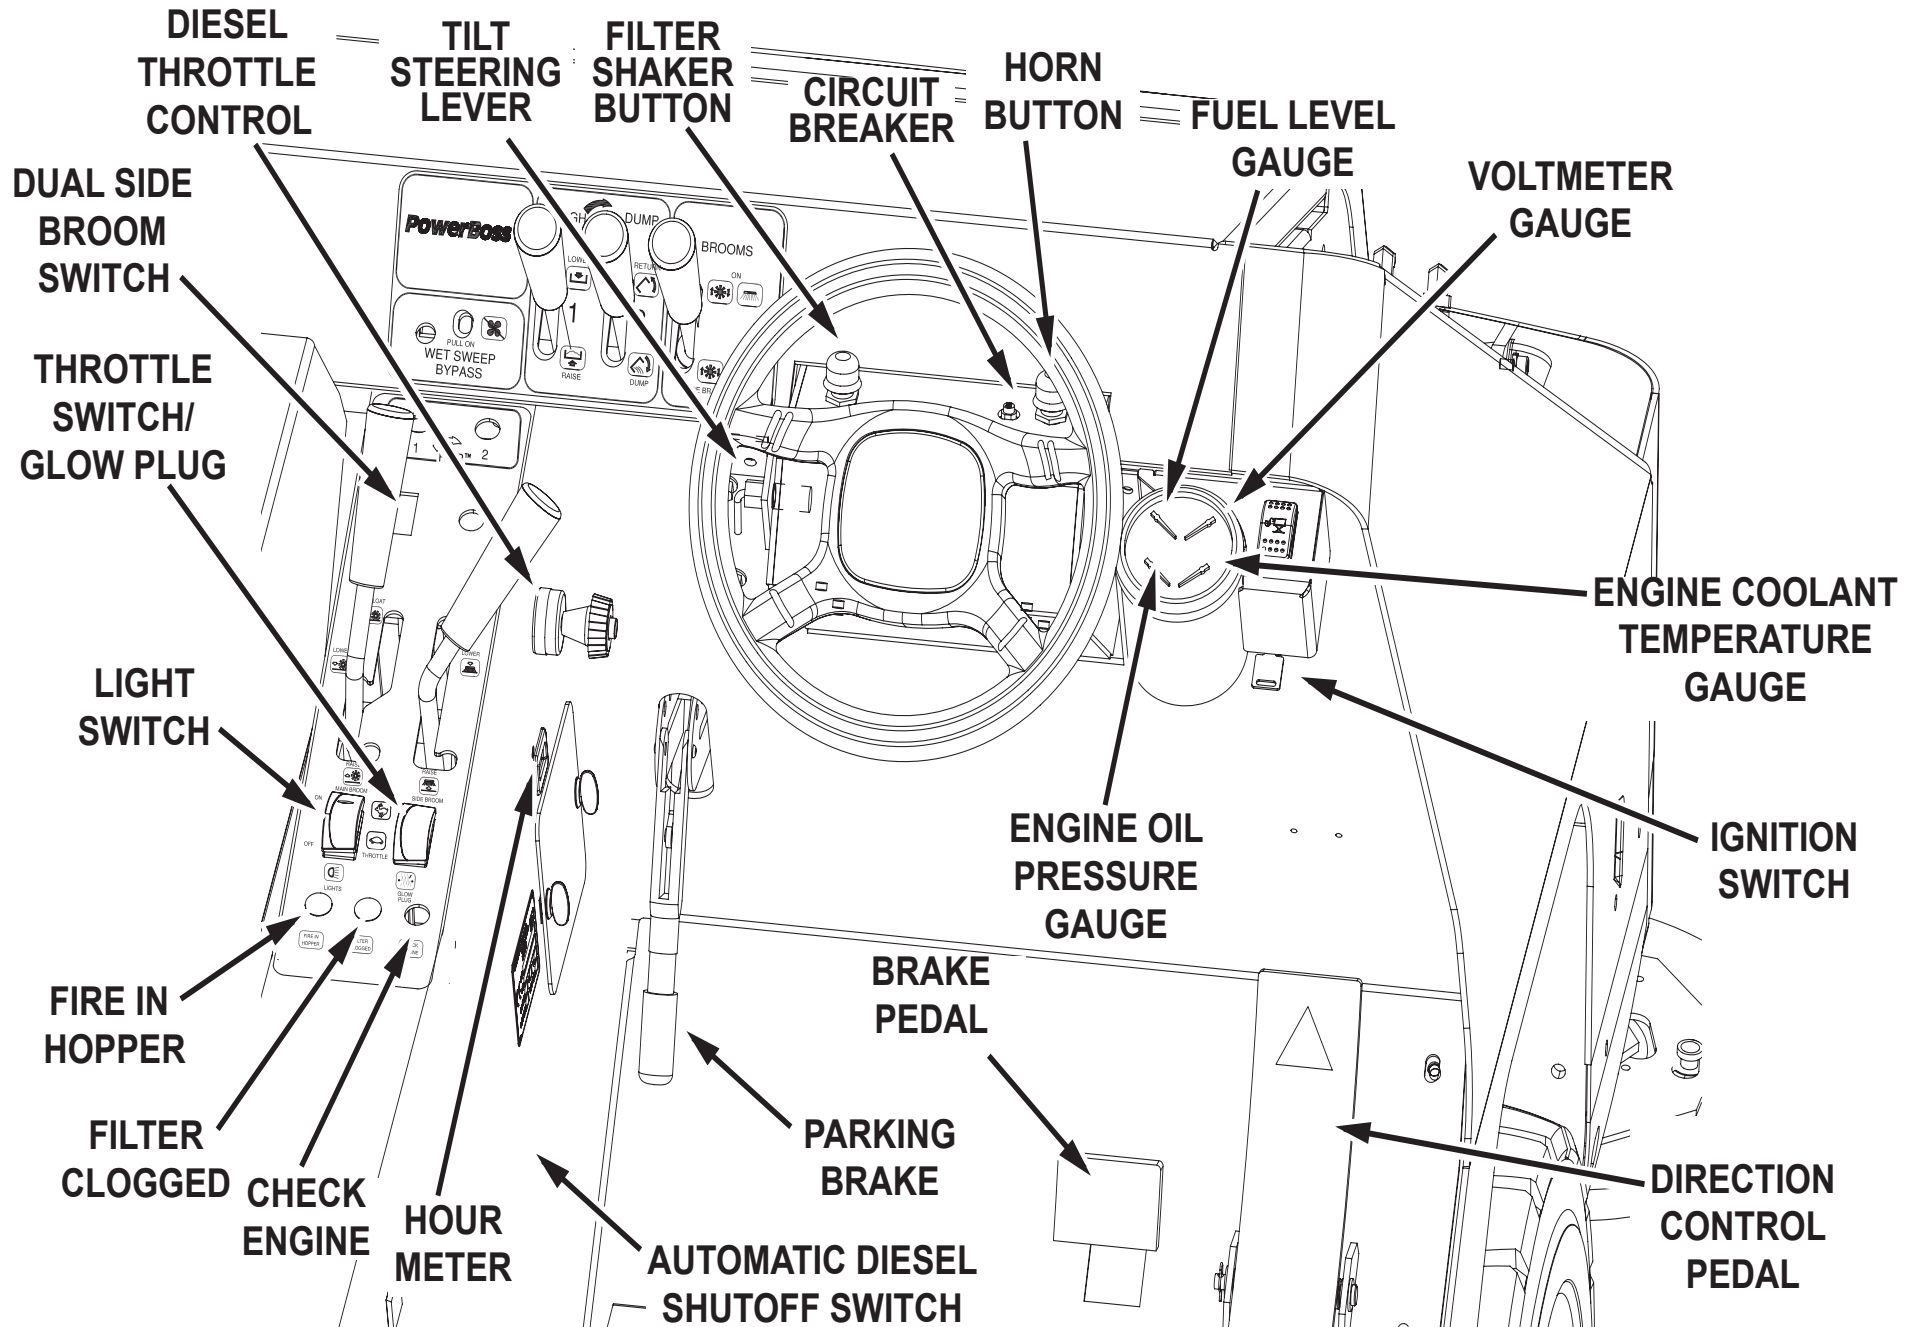 DIESEL
THROTTLE
CONTROL
TILT
STEERING
LEVER
FILTER
SHAKER
BUTTON
CIRCUIT
BREAKER
HORN
BUTTON
FUEL LEVEL
GAUGE
VOLTMETER
GAUGE
DUAL SIDE
BROOM
SWITCH
THROTTLE
SWITCH/
GLOW PLUG
PowerBoss
DUMP
BROOMS
RETURN
ON
1
PULL ON
WET SWEEP
BYPASS
RAISE
DUMP
1
2
LOWER
RAISE
MAIN BROOM
SIDE BROOM
ON
OFF
THROTTLE
LIGHTS
GLOW
PLUG
FIRE IN
HOPPER
LIGHT
SWITCH
ENGINE COOLANT
TEMPERATURE
GAUGE
ENGINE OIL
PRESSURE
GAUGE
IGNITION
SWITCH
BRAKE
PEDAL
FIRE IN
HOPPER
FILTER
CLOGGED
CHECK
ENGINE
HOUR
METER
PARKING
BRAKE
AUTOMATIC DIESEL
SHUTOFF SWITCH
DIRECTION
CONTROL
PEDAL